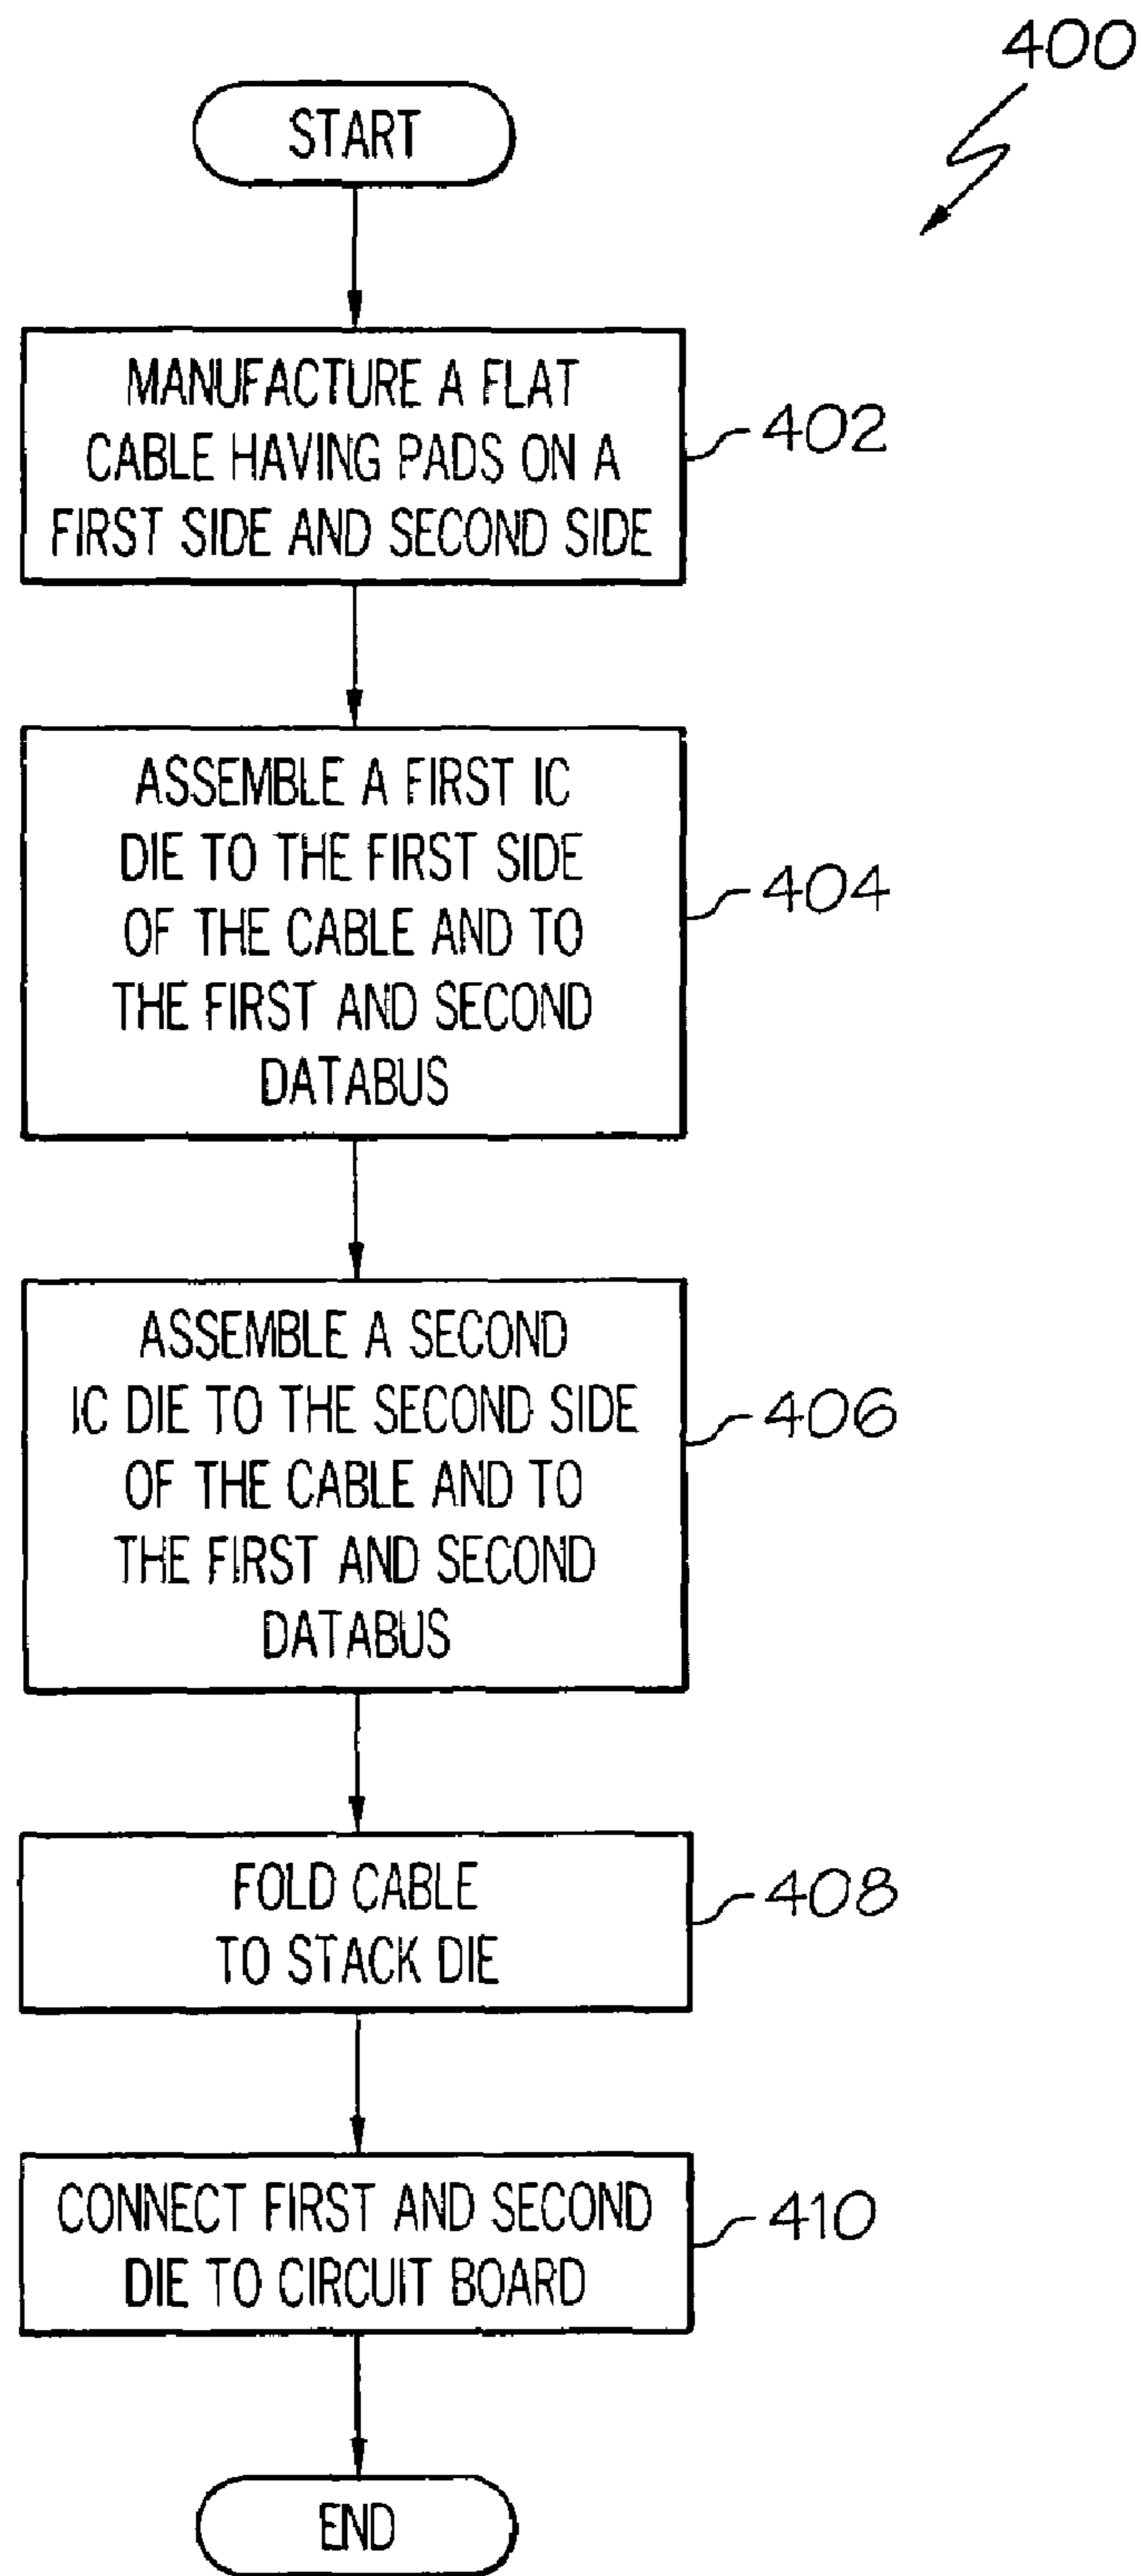 400
START
MANUFACTURE A FLAT
CABLE HAVING PADS ON A
FIRST SIDE AND SECOND SIDE
402
ASSEMBLE A FIRST IC
DIE TO THE FIRST SIDE
OF THE CABLE AND TO
THE FIRST AND SECOND
DATABUS
404
ASSEMBLE A SECOND
IC DIE TO THE SECOND SIDE
OF THE CABLE AND TO
THE FIRST AND SECOND
DATABUS
406
FOLD CABLE
TO STACK DIE
408
CONNECT FIRST AND SECOND
DIE TO CIRCUIT BOARD
410
END